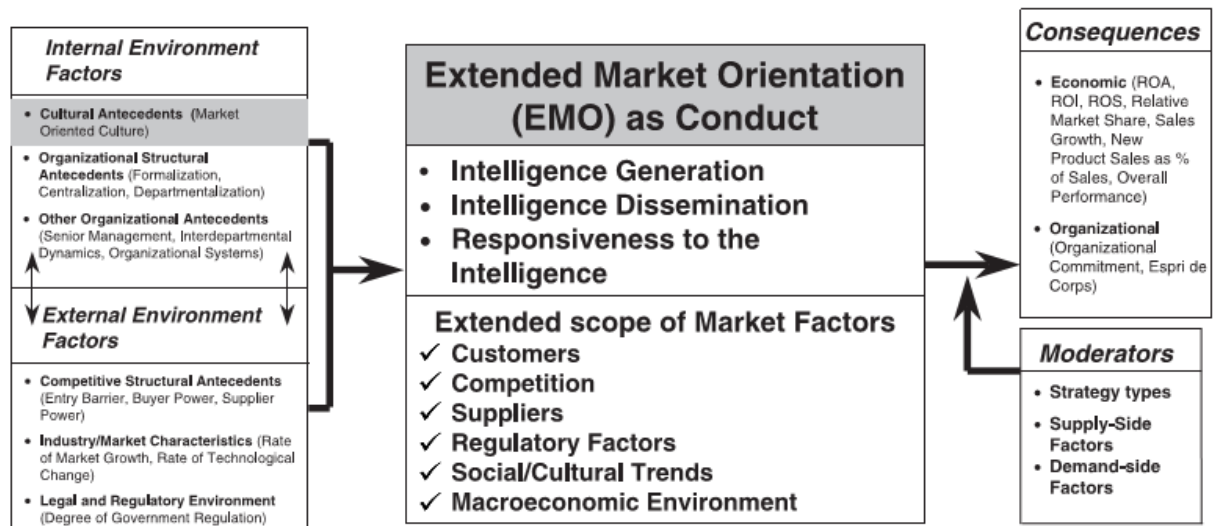 Internal Environment
Factors
• Cultural Antecedents (Market
Oriented Culture)
• Organizational Structural
Antecedents (Formalization,
Centralization, Departmentalization)
• Other Organizational Antecedents
(Senior Management, Interdepartmental
Dynamics, Organizational Systems)
External Environment
Factors
• Competitive Structural Antecedents
(Entry Barrier, Buyer Power, Supplier
Power)
• Industry/Market Characteristics (Rate
of Market Growth, Rate of Technological
Change)
• Legal and Regulatory Environment
(Degree of Government Regulation)
Extended Market Orientation
(EMO) as Conduct
• Intelligence Generation
• Intelligence Dissemination
• Responsiveness to the
Intelligence
Extended scope of Market Factors
✓ Customers
✓ Competition
✓ Suppliers
✓ Regulatory Factors
✓ Social/Cultural Trends
✓ Macroeconomic Environment
Consequences
• Economic (ROA,
ROI, ROS, Relative
Market Share, Sales
Growth, New
Product Sales as %
of Sales, Overall
Performance)
• Organizational
(Organizational
Commitment, Espri de
Corps)
Moderators
• Strategy types
• Supply-Side
Factors
• Demand-side
Factors